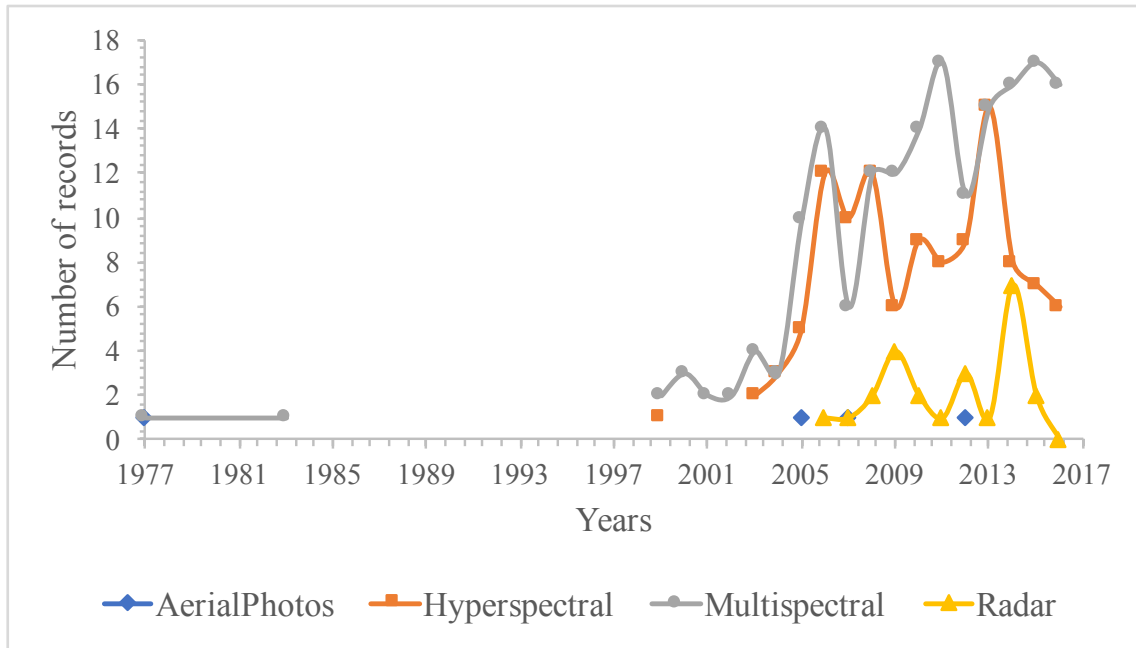 Number of records
18
16
14
12
10
8
6
4
2
0
1977 1981 1985 1989 1993 1997 2001 2005 2009 2013 2017
Years
AerialPhotos Hyperspectral Multispectral Radar